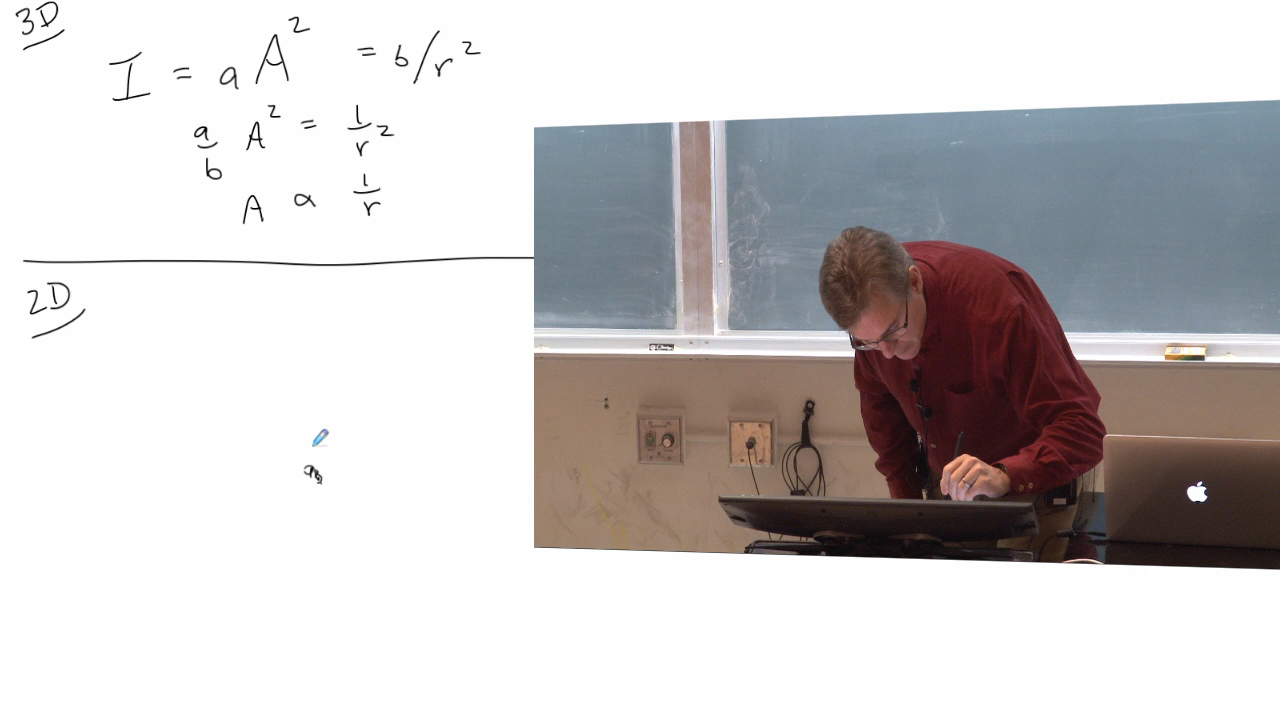 3D
I = a A² = b/r²
a/b A² = 1/r²
A α 1/r
2D